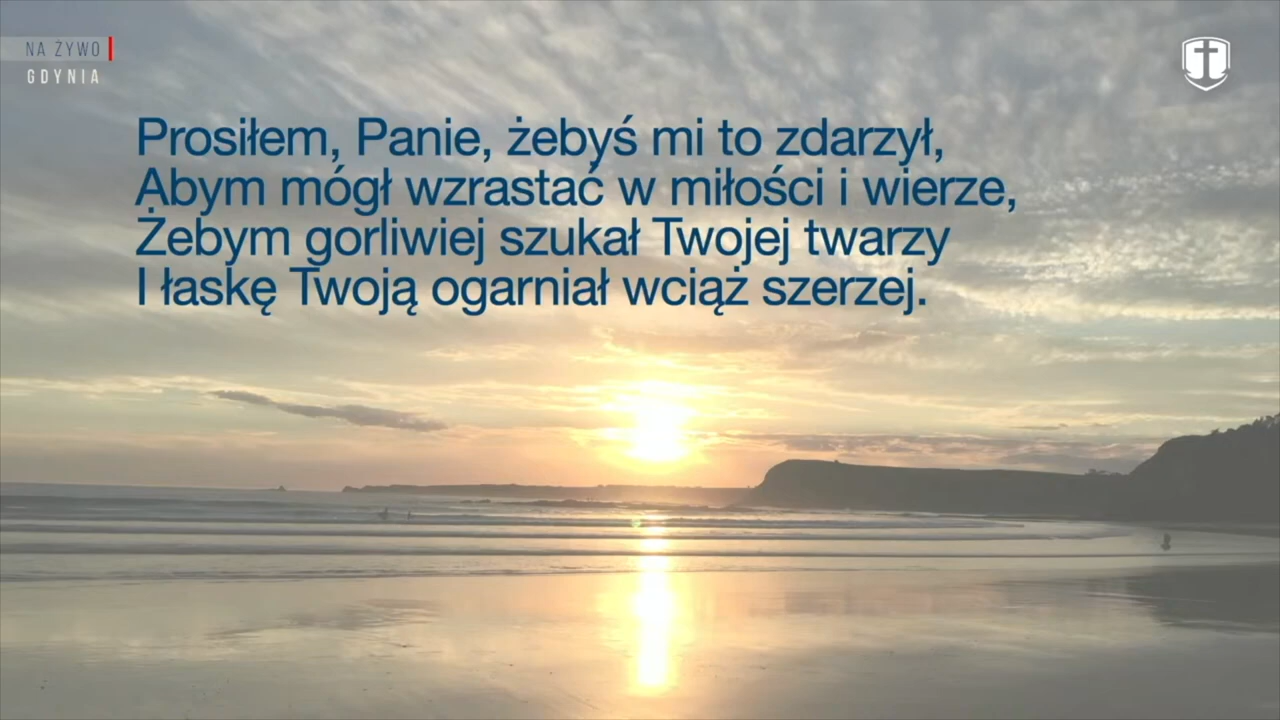 NA ŻYWO
GDYNIA
Prosiłem, Panie, żebyś mi to zdarzył,
Abym mógł wzrastać w miłości i wierze,
Żebym gorliwiej szukał Twojej twarzy
I łaskę Twoją ogarniał wciąż szerzej.